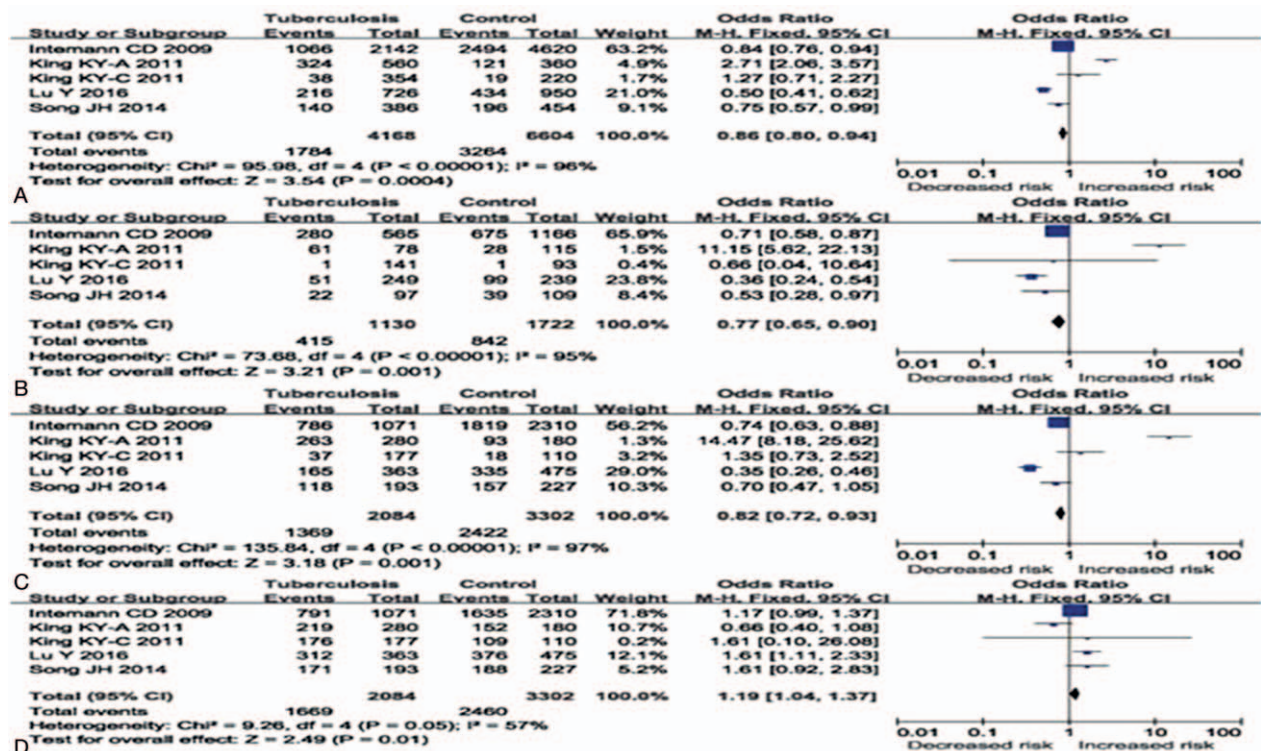 Tuberculosis Control Odds Ratio Odds Ratio
Study or Subgroup Events Total Events Total Weight M-H. Fixed. 95% CI M-H. Fixed. 95% CI
Intemann CD 2009 1066 2142 2494 4620 63.2% 0.84 [0.76, 0.94]
King KY-A 2011 324 560 121 360 4.9% 2.71 [2.06, 3.57]
King KY-C 2011 38 354 19 220 1.7% 1.27 [0.71, 2.27]
Lu Y 2016 216 726 434 950 21.0% 0.50 [0.41, 0.62]
Song JH 2014 140 386 196 454 9.1% 0.75 [0.57, 0.99]
Total (95% CI) 4168 6604 100.0% 0.86 [0.80, 0.94]
Total events 1784 3264
Heterogeneity: Chi² = 95.98, df = 4 (P < 0.00001); I² = 96%
Test for overall effect: Z = 3.54 (P = 0.0004)
0.01 0.1 1 10 100
Decreased risk Increased risk
A
Tuberculosis Control Odds Ratio Odds Ratio
Study or Subgroup Events Total Events Total Weight M-H. Fixed. 95% CI M-H. Fixed. 95% CI
Intemann CD 2009 280 565 675 1166 65.9% 0.71 [0.58, 0.87]
King KY-A 2011 61 78 28 115 1.5% 11.15 [5.62, 22.13]
King KY-C 2011 1 141 1 93 0.4% 0.66 [0.04, 10.64]
Lu Y 2016 51 249 99 239 23.8% 0.36 [0.24, 0.54]
Song JH 2014 22 97 39 109 8.4% 0.53 [0.28, 0.97]
Total (95% CI) 1130 1722 100.0% 0.77 [0.65, 0.90]
Total events 415 842
Heterogeneity: Chi² = 73.68, df = 4 (P < 0.00001); I² = 95%
Test for overall effect: Z = 3.21 (P = 0.001)
0.01 0.1 1 10 100
Decreased risk Increased risk
B
Tuberculosis Control Odds Ratio Odds Ratio
Study or Subgroup Events Total Events Total Weight M-H. Fixed. 95% CI M-H. Fixed. 95% CI
Intemann CD 2009 786 1071 1819 2310 56.2% 0.74 [0.63, 0.88]
King KY-A 2011 263 280 93 180 1.3% 14.47 [8.18, 25.62]
King KY-C 2011 37 177 18 110 3.2% 1.35 [0.73, 2.52]
Lu Y 2016 165 363 335 475 29.0% 0.35 [0.26, 0.46]
Song JH 2014 118 193 157 227 10.3% 0.70 [0.47, 1.05]
Total (95% CI) 2084 3302 100.0% 0.82 [0.72, 0.93]
Total events 1369 2422
Heterogeneity: Chi² = 135.84, df = 4 (P < 0.00001); I² = 97%
Test for overall effect: Z = 3.18 (P = 0.001)
0.01 0.1 1 10 100
Decreased risk Increased risk
C
Tuberculosis Control Odds Ratio Odds Ratio
Study or Subgroup Events Total Events Total Weight M-H. Fixed. 95% CI M-H. Fixed. 95% CI
Intemann CD 2009 791 1071 1635 2310 71.8% 1.17 [0.99, 1.37]
King KY-A 2011 219 280 152 180 10.7% 0.66 [0.40, 1.08]
King KY-C 2011 176 177 109 110 0.2% 1.61 [0.10, 26.08]
Lu Y 2016 312 363 376 475 12.1% 1.61 [1.11, 2.33]
Song JH 2014 171 193 188 227 5.2% 1.61 [0.92, 2.83]
Total (95% CI) 2084 3302 100.0% 1.19 [1.04, 1.37]
Total events 1669 2460
Heterogeneity: Chi² = 9.26, df = 4 (P = 0.05); I² = 57%
Test for overall effect: Z = 2.49 (P = 0.01)
0.01 0.1 1 10 100
Decreased risk Increased risk
D